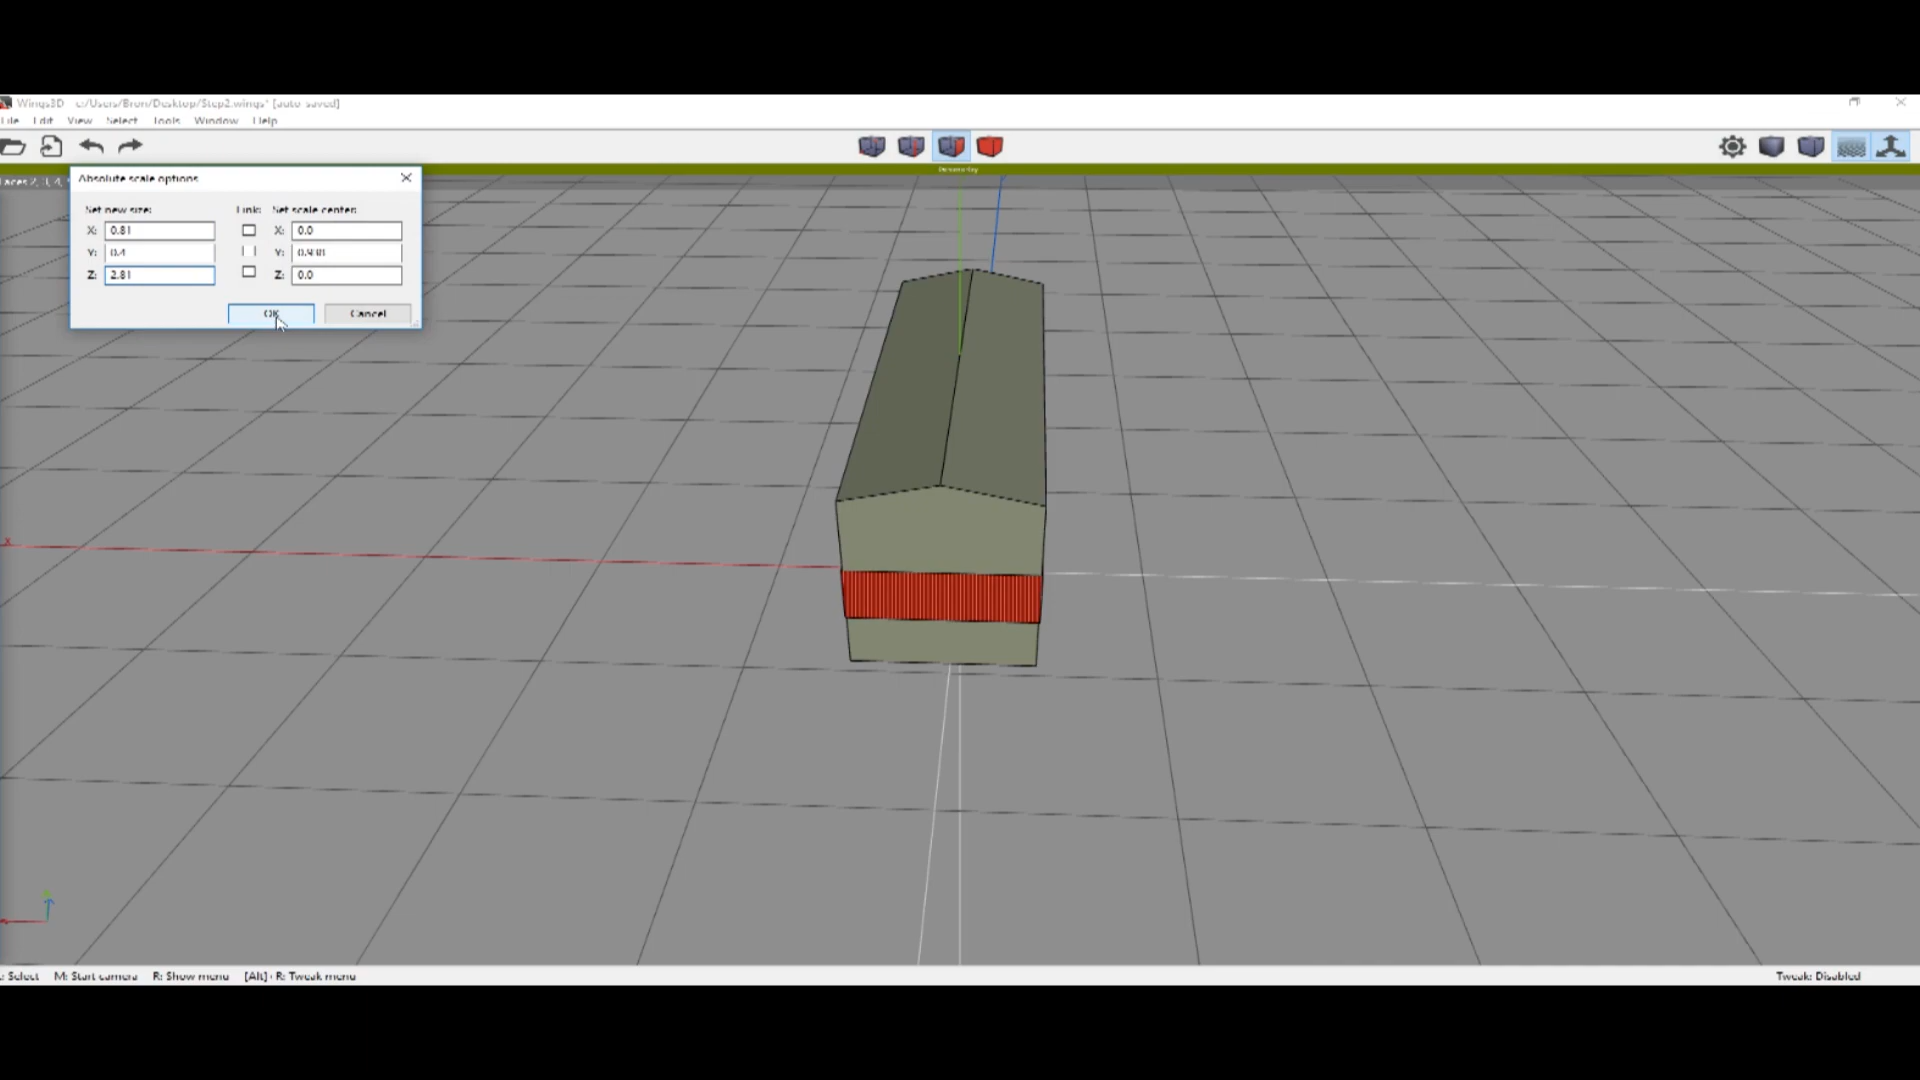 Wings3D c:/Users/Bron/Desktop/Step2.wings* [auto-saved]
File Edit View Select Tools Window Help
Perspective
Absolute scale options
Set new size: Link: Set scale center:
X: 0.81 X: 0.0
Y: 0.4 Y:
Z: 2.81 Z: 0.0
OK Cancel
X
: Select M: Start camera R: Show menu [Alt]+R: Tweak menu
Tweak: Disabled